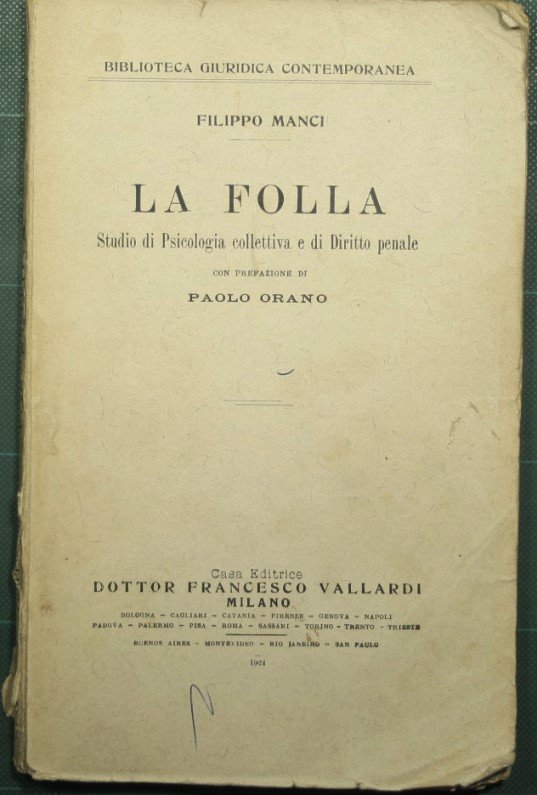 BIBLIOTECA GIURIDICA CONTEMPORANEA
FILIPPO MANCI
LA FOLLA
Studio di Psicologia collettiva e di Diritto penale
CON PREFAZIONE DI
PAOLO ORANO
Casa Editrice
DOTTOR FRANCESCO VALLARDI
MILANO
BOLOGNA – CAGLIARI – CATANIA – FIRENZE – GENOVA – NAPOLI
PADOVA – PALERMO – PISA – ROMA – SASSARI – TORINO – TRENTO – TRIESTE
BUENOS AIRES – MONTEVIDEO – RIO JANEIRO – SAN PAULO
1924